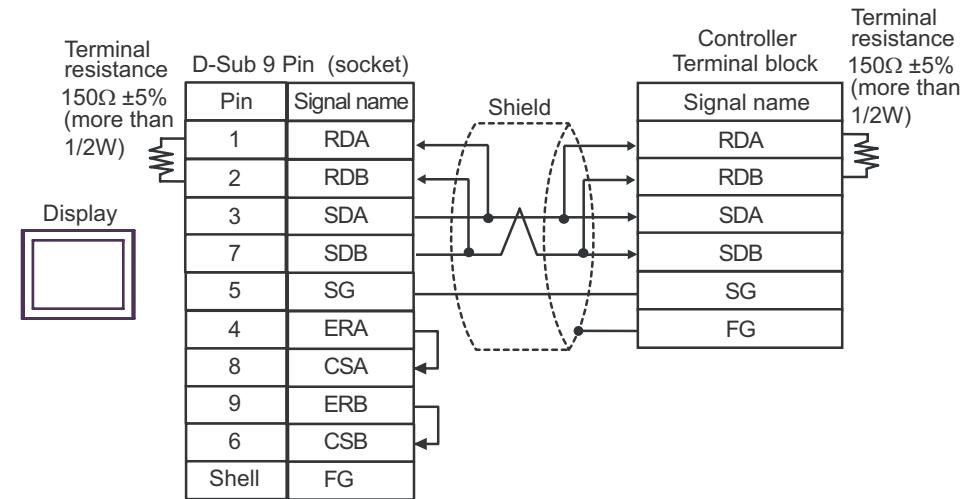 Terminal
resistance
150Ω ±5%
(more than
1/2W)
D-Sub 9 Pin (socket)
Pin Signal name
1 RDA
2 RDB
3 SDA
7 SDB
5 SG
4 ERA
8 CSA
9 ERB
6 CSB
Shell FG
Display
Shield
Controller
Terminal block
Signal name
RDA
RDB
SDA
SDB
SG
FG
Terminal
resistance
150Ω ±5%
(more than
1/2W)